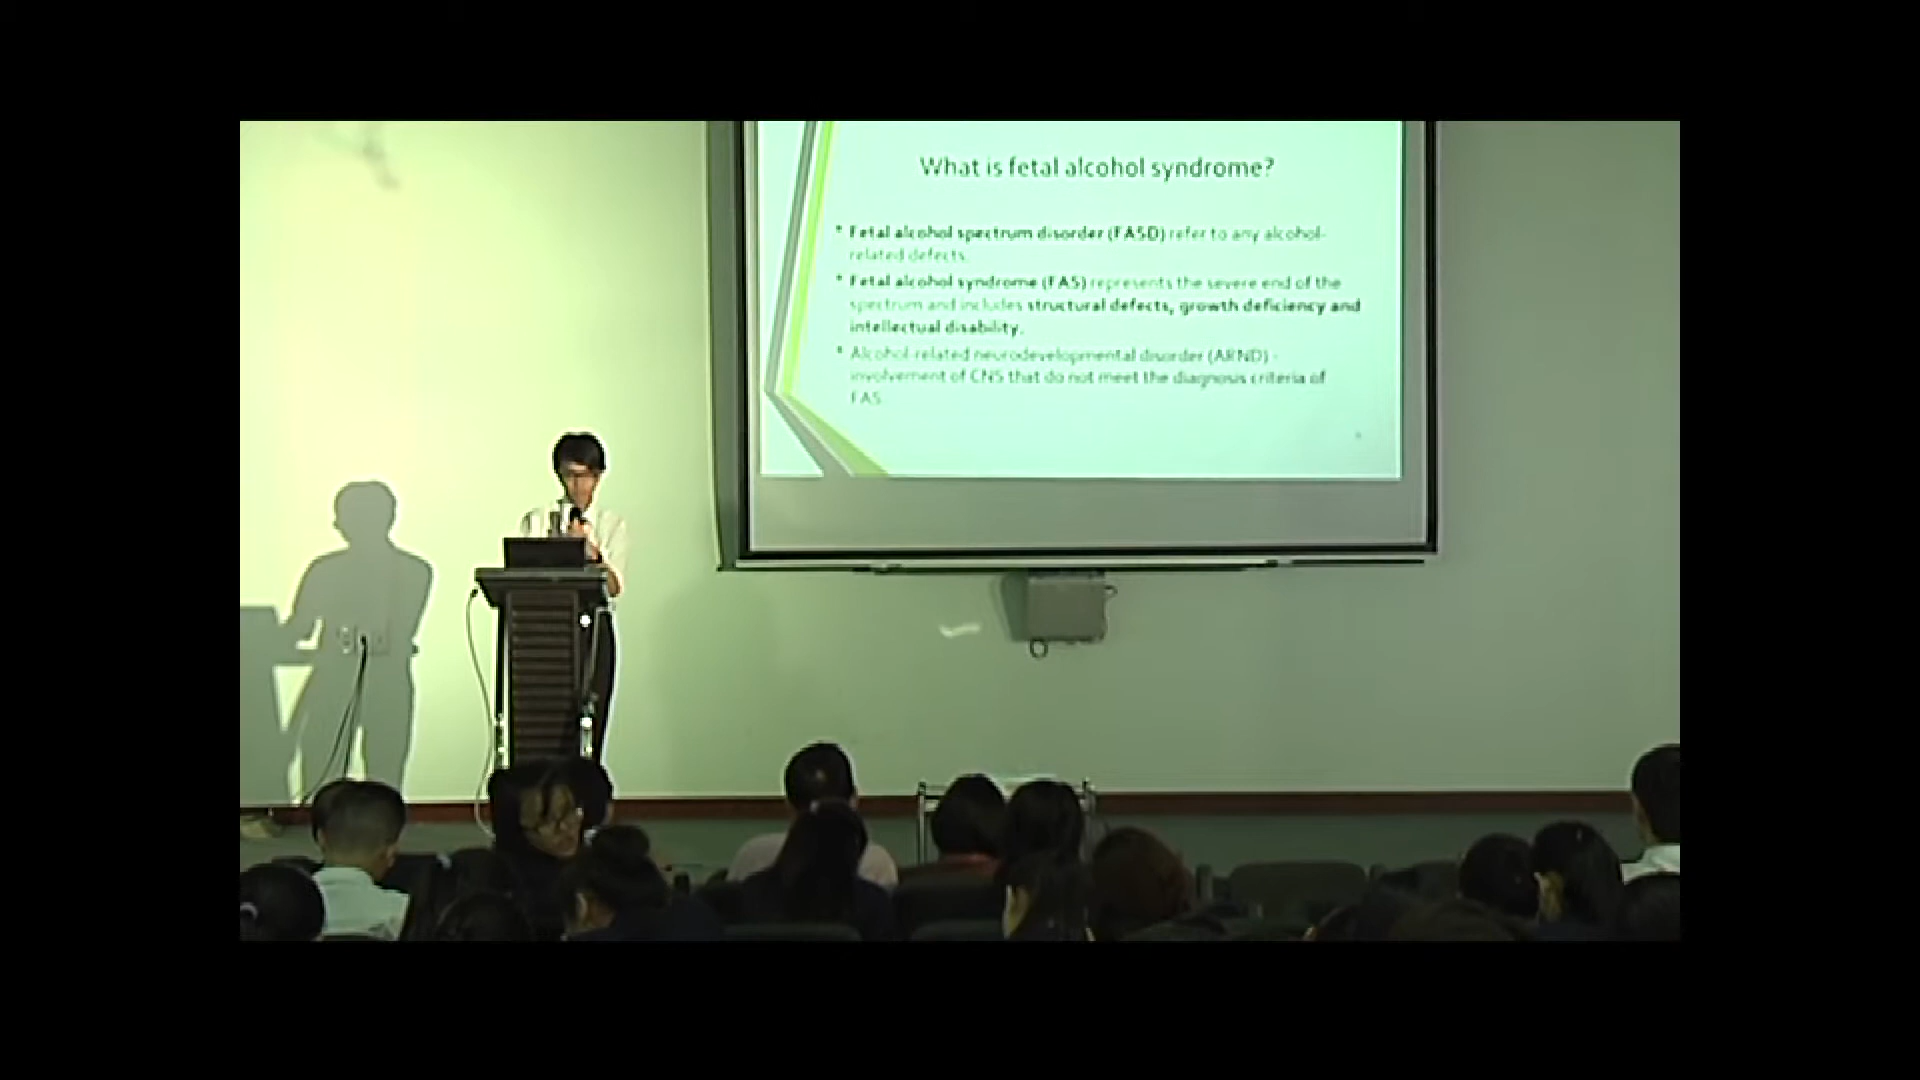 What is fetal alcohol syndrome?
* Fetal alcohol spectrum disorder (FASD) refer to any alcohol-
related defects.
* Fetal alcohol syndrome (FAS) represents the severe end of the
spectrum and includes structural defects, growth deficiency and
intellectual disability.
* Alcohol-related neurodevelopmental disorder (ARND) -
involvement of CNS that do not meet the diagnosis criteria of
FAS